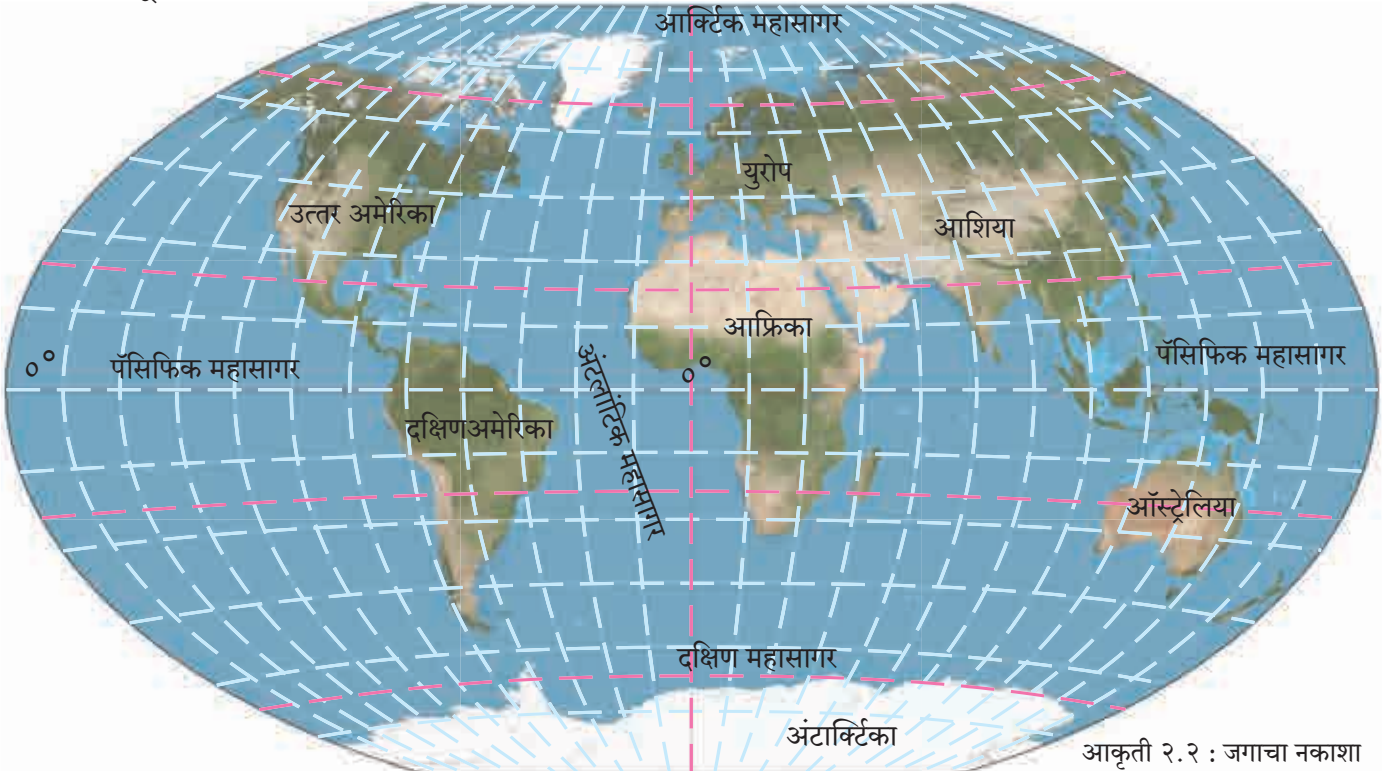 आर्क्टिक महासागर
युरोप
उत्तर अमेरिका
आशिया
आफ्रिका
०°
पॅसिफिक महासागर
अटलांटिक महासागर
०°
पॅसिफिक महासागर
दक्षिणअमेरिका
ऑस्ट्रेलिया
दक्षिण महासागर
अंटार्क्टिका
आकृती २.२ : जगाचा नकाशा